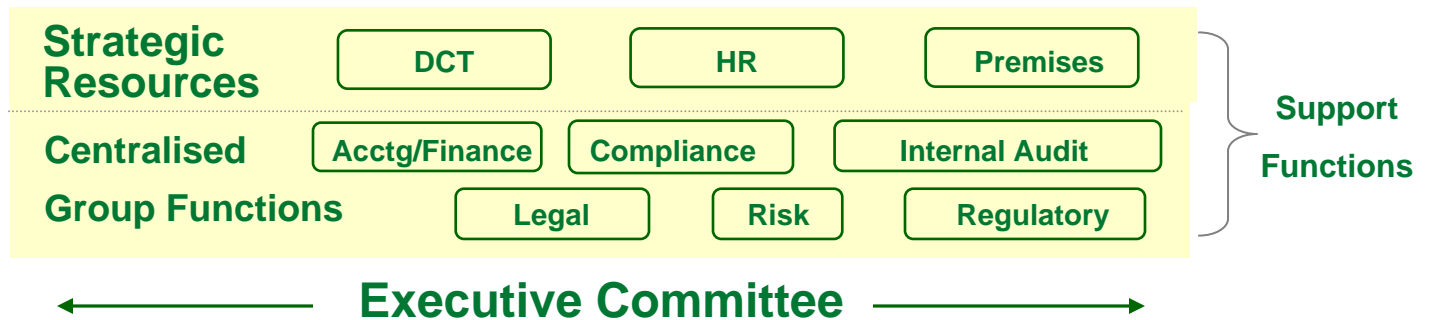 Strategic
Resources
DCT
HR
Premises
Support
Functions
Centralised
Group Functions
Acctg/Finance
Compliance
Internal Audit
Legal
Risk
Regulatory
Executive Committee